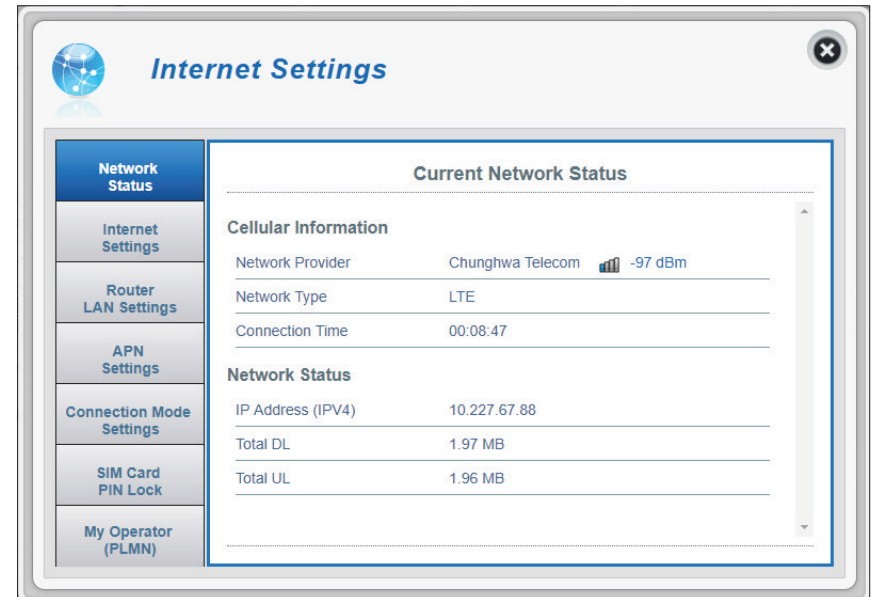 Internet Settings
Network
Status
Internet
Settings
Router
LAN Settings
APN
Settings
Connection Mode
Settings
SIM Card
PIN Lock
My Operator
(PLMN)
Current Network Status
Cellular Information
Network Provider Chunghwa Telecom -97 dBm
Network Type LTE
Connection Time 00:08:47
Network Status
IP Address (IPV4) 10.227.67.88
Total DL 1.97 MB
Total UL 1.96 MB